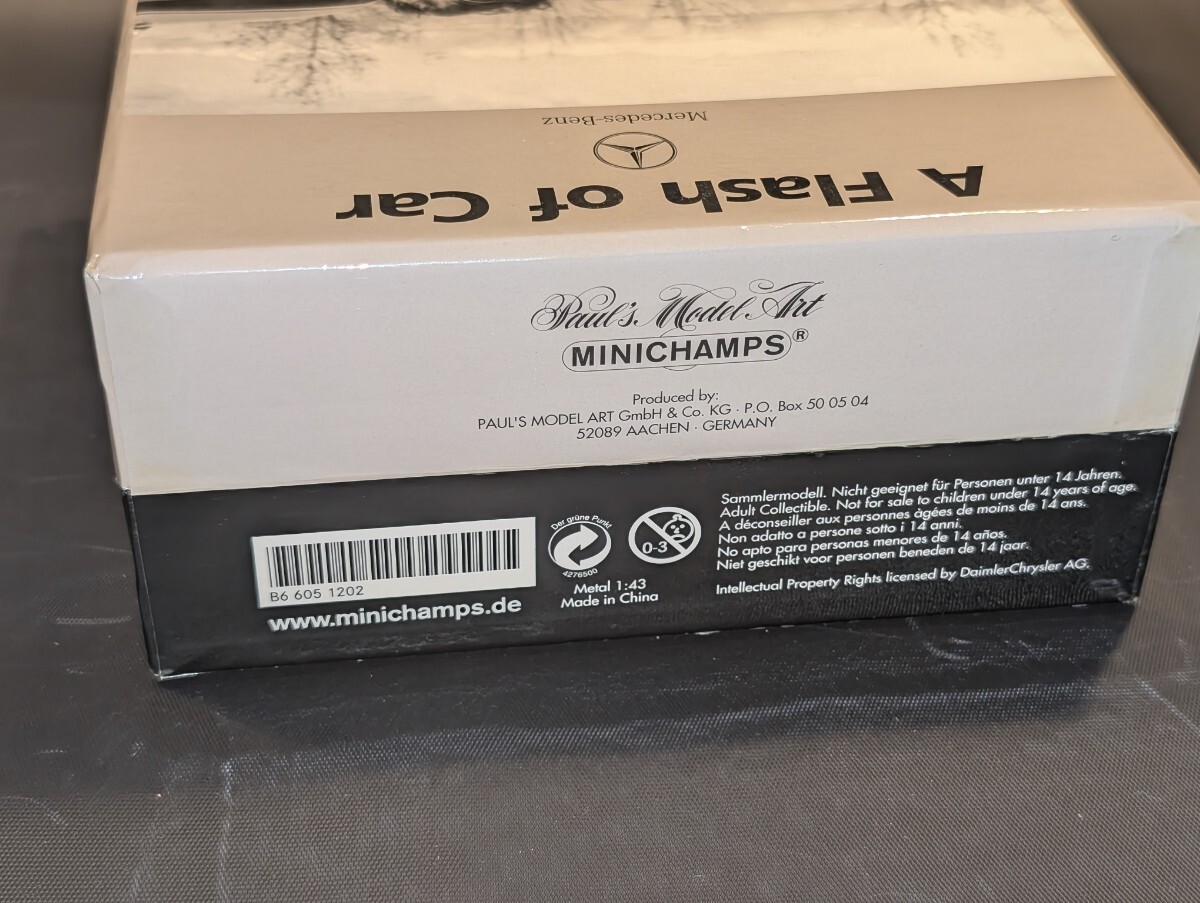 Mercedes-Benz
A Flash of Car
Paul's Model Art
MINICHAMPS®
Produced by:
PAUL'S MODEL ART GmbH & Co. KG · P.O. Box 50 05 04
52089 AACHEN · GERMANY
B6 605 1202
www.minichamps.de
Der grüne Punkt
4276500
0-3
Metal 1:43
Made in China
Sammlermodell. Nicht geeignet für Personen unter 14 Jahren.
Adult Collectible. Not for sale to children under 14 years of age.
A déconseiller aux personnes âgées de moins de 14 ans.
Non adatto a persone sotto i 14 anni.
No apto para personas menores de 14 años.
Niet geschikt voor personen beneden de 14 jaar.
Intellectual Property Rights licensed by DaimlerChrysler AG.